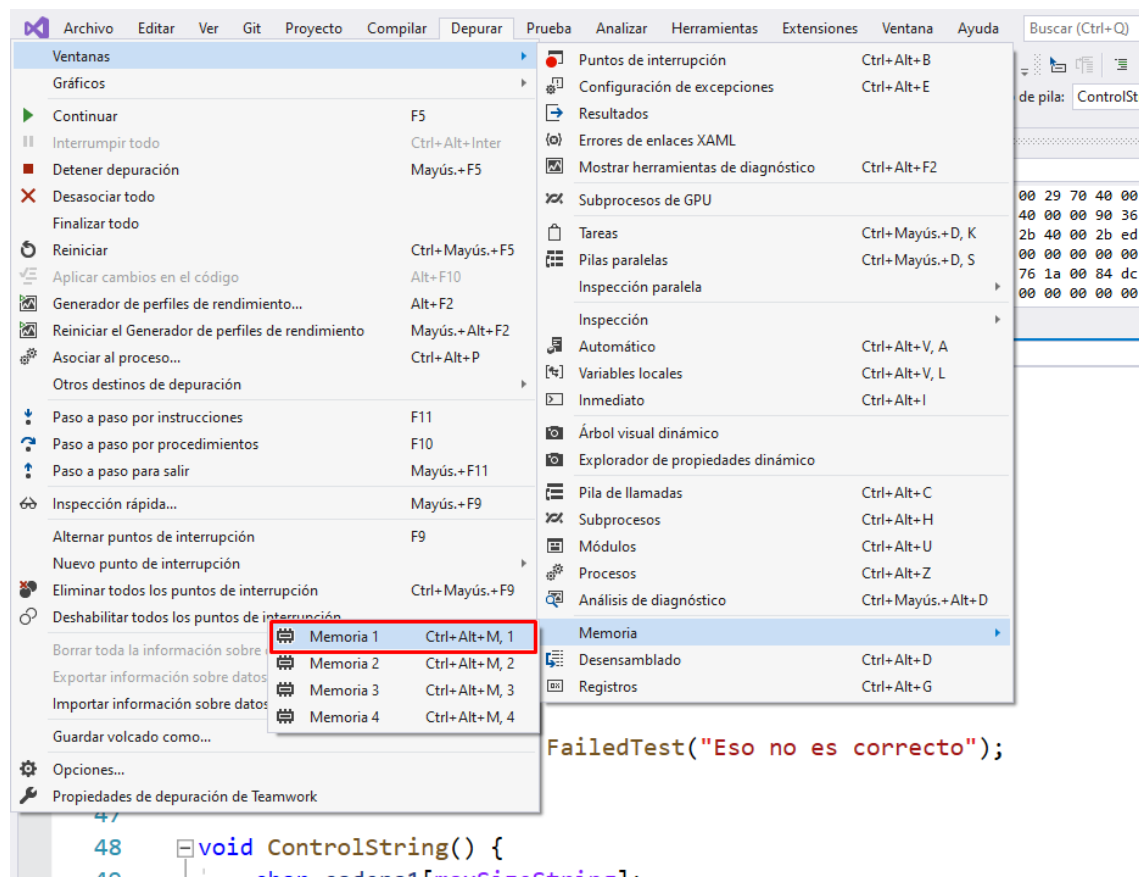 Archivo Editar Ver Git Proyecto Compilar Depurar Prueba Analizar Herramientas Extensiones Ventana Ayuda Buscar (Ctrl+Q)
Ventanas
Gráficos
Continuar F5
Interrumpir todo Ctrl+Alt+Inter
Detener depuración Mayús.+F5
Desasociar todo
Finalizar todo
Reiniciar Ctrl+Mayús.+F5
Aplicar cambios en el código Alt+F10
Generador de perfiles de rendimiento... Alt+F2
Reiniciar el Generador de perfiles de rendimiento Mayús.+Alt+F2
Asociar al proceso... Ctrl+Alt+P
Otros destinos de depuración
Paso a paso por instrucciones F11
Paso a paso por procedimientos F10
Paso a paso para salir Mayús.+F11
Inspección rápida... Mayús.+F9
Alternar puntos de interrupción F9
Nuevo punto de interrupción
Eliminar todos los puntos de interrupción Ctrl+Mayús.+F9
Deshabilitar todos los puntos de interrupción
Borrar toda la información sobre
Exportar información sobre datos
Importar información sobre datos
Guardar volcado como...
Opciones...
Propiedades de depuración de Teamwork
Puntos de interrupción Ctrl+Alt+B
Configuración de excepciones Ctrl+Alt+E
Resultados
Errores de enlaces XAML
Mostrar herramientas de diagnóstico Ctrl+Alt+F2
Subprocesos de GPU
Tareas Ctrl+Mayús.+D, K
Pilas paralelas Ctrl+Mayús.+D, S
Inspección paralela
Inspección
Automático Ctrl+Alt+V, A
Variables locales Ctrl+Alt+V, L
Inmediato Ctrl+Alt+I
Árbol visual dinámico
Explorador de propiedades dinámico
Pila de llamadas Ctrl+Alt+C
Subprocesos Ctrl+Alt+H
Módulos Ctrl+Alt+U
Procesos Ctrl+Alt+Z
Análisis de diagnóstico Ctrl+Mayús.+Alt+D
Memoria
Desensamblado Ctrl+Alt+D
Registros Ctrl+Alt+G
Memoria 1 Ctrl+Alt+M, 1
Memoria 2 Ctrl+Alt+M, 2
Memoria 3 Ctrl+Alt+M, 3
Memoria 4 Ctrl+Alt+M, 4
de pila: ControlSt
00 29 70 40 00
40 00 00 90 36
2b 40 00 2b ed
00 00 00 00 00
76 1a 00 84 dc
00 00 00 00 00
FailedTest("Eso no es correcto");
47
48 void ControlString() {